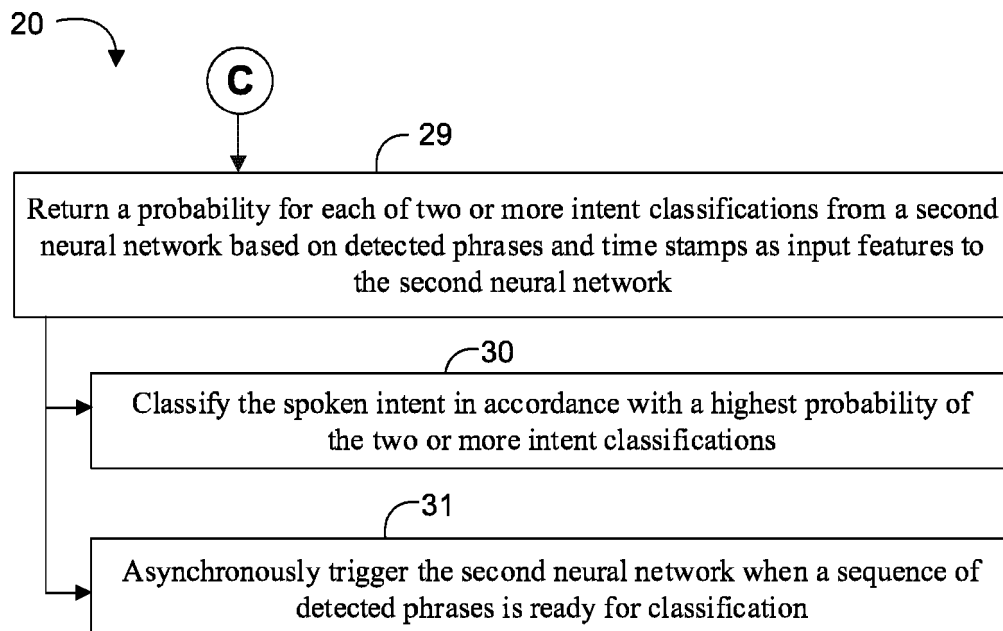 20
C
29
Return a probability for each of two or more intent classifications from a second
neural network based on detected phrases and time stamps as input features to
the second neural network
30
Classify the spoken intent in accordance with a highest probability of
the two or more intent classifications
31
Asynchronously trigger the second neural network when a sequence of
detected phrases is ready for classification